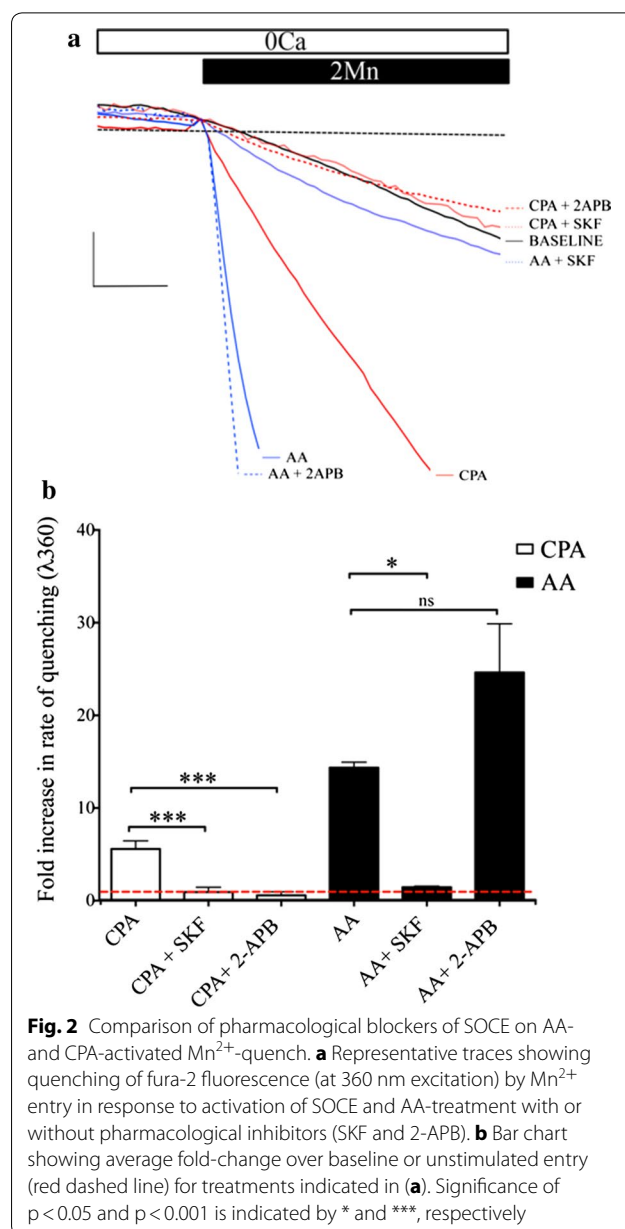 a
0Ca
2Mn
CPA + 2APB
CPA + SKF
BASELINE
AA + SKF
AA
AA + 2APB
CPA
b
Fold increase in rate of quenching (λ360)
40
30
20
10
0
CPA
AA
*
ns
***
***
CPA
CPA + SKF
CPA+ 2-APB
AA
AA+ SKF
AA+ 2-APB
Fig. 2 Comparison of pharmacological blockers of SOCE on AA-
and CPA-activated Mn²⁺-quench. a Representative traces showing
quenching of fura-2 fluorescence (at 360 nm excitation) by Mn²⁺
entry in response to activation of SOCE and AA-treatment with or
without pharmacological inhibitors (SKF and 2-APB). b Bar chart
showing average fold-change over baseline or unstimulated entry
(red dashed line) for treatments indicated in (a). Significance of
p < 0.05 and p < 0.001 is indicated by * and ***, respectively